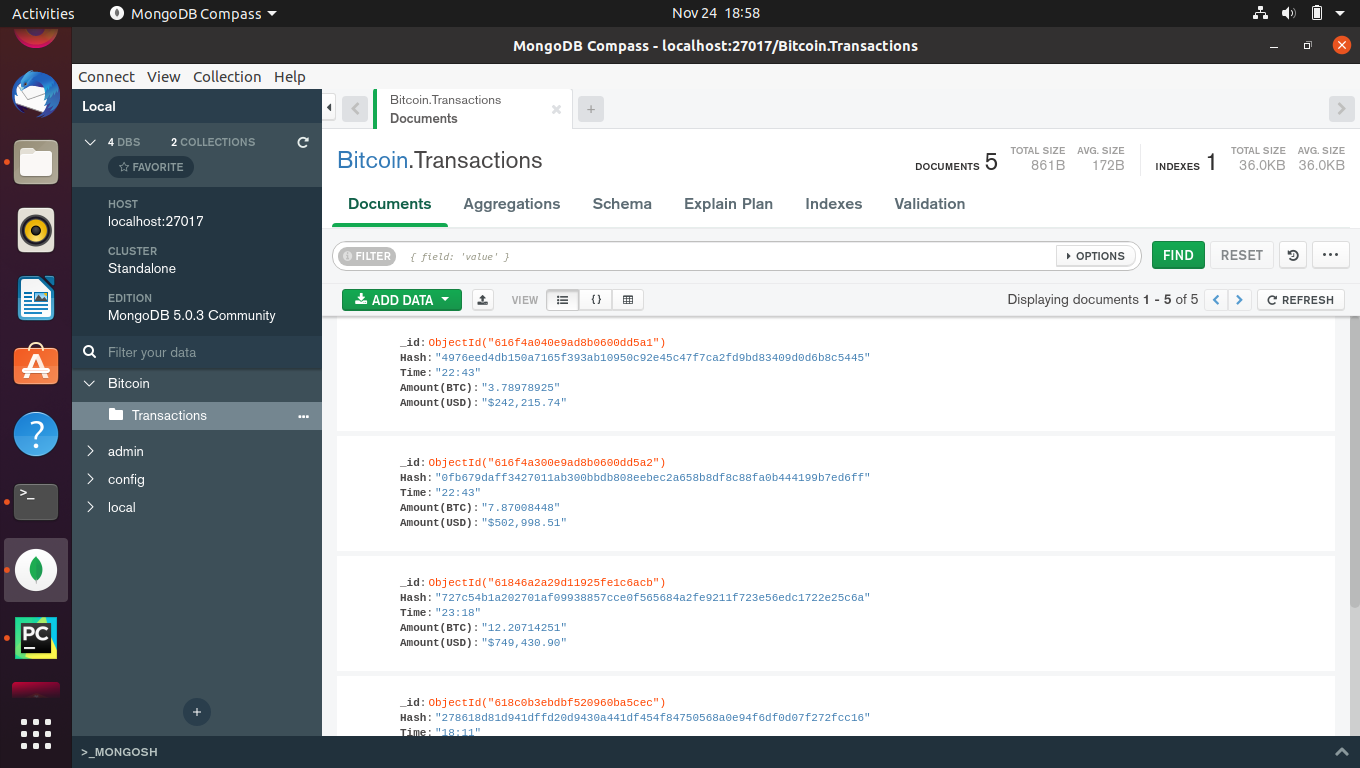 Activities
MongoDB Compass
Nov 24 18:58
MongoDB Compass - localhost:27017/Bitcoin.Transactions
Connect View Collection Help
Local
4 DBS 2 COLLECTIONS
FAVORITE
HOST
localhost:27017
CLUSTER
Standalone
EDITION
MongoDB 5.0.3 Community
Filter your data
Bitcoin
Transactions
admin
config
local
Bitcoin.Transactions
Documents
Bitcoin.Transactions
DOCUMENTS 5 TOTAL SIZE 861B AVG. SIZE 172B
INDEXES 1 TOTAL SIZE 36.0KB AVG. SIZE 36.0KB
Documents Aggregations Schema Explain Plan Indexes Validation
FILTER { field: 'value' } OPTIONS FIND RESET
ADD DATA VIEW {} Displaying documents 1 - 5 of 5 REFRESH
_id: ObjectId("616f4a040e9ad8b0600dd5a1")
Hash: "4976eed4db150a7165f393ab10950c92e45c47f7ca2fd9bd83409d0d6b8c5445"
Time: "22:43"
Amount(BTC): "3.78978925"
Amount(USD): "$242,215.74"
_id: ObjectId("616f4a300e9ad8b0600dd5a2")
Hash: "0fb679daff3427011ab300bbdb808eebec2a658b8df8c88fa0b444199b7ed6ff"
Time: "22:43"
Amount(BTC): "7.87008448"
Amount(USD): "$502,998.51"
_id: ObjectId("61846a2a29d11925fe1c6acb")
Hash: "727c54b1a202701af09938857cce0f565684a2fe9211f723e56edc1722e25c6a"
Time: "23:18"
Amount(BTC): "12.20714251"
Amount(USD): "$749,430.90"
_id: ObjectId("618c0b3ebdbf520960ba5cec")
Hash: "278618d81d941dffd20d9430a441df454f84750568a0e94f6df0d07f272fcc16"
Time: "18:11"
>_MONGOSH
PC